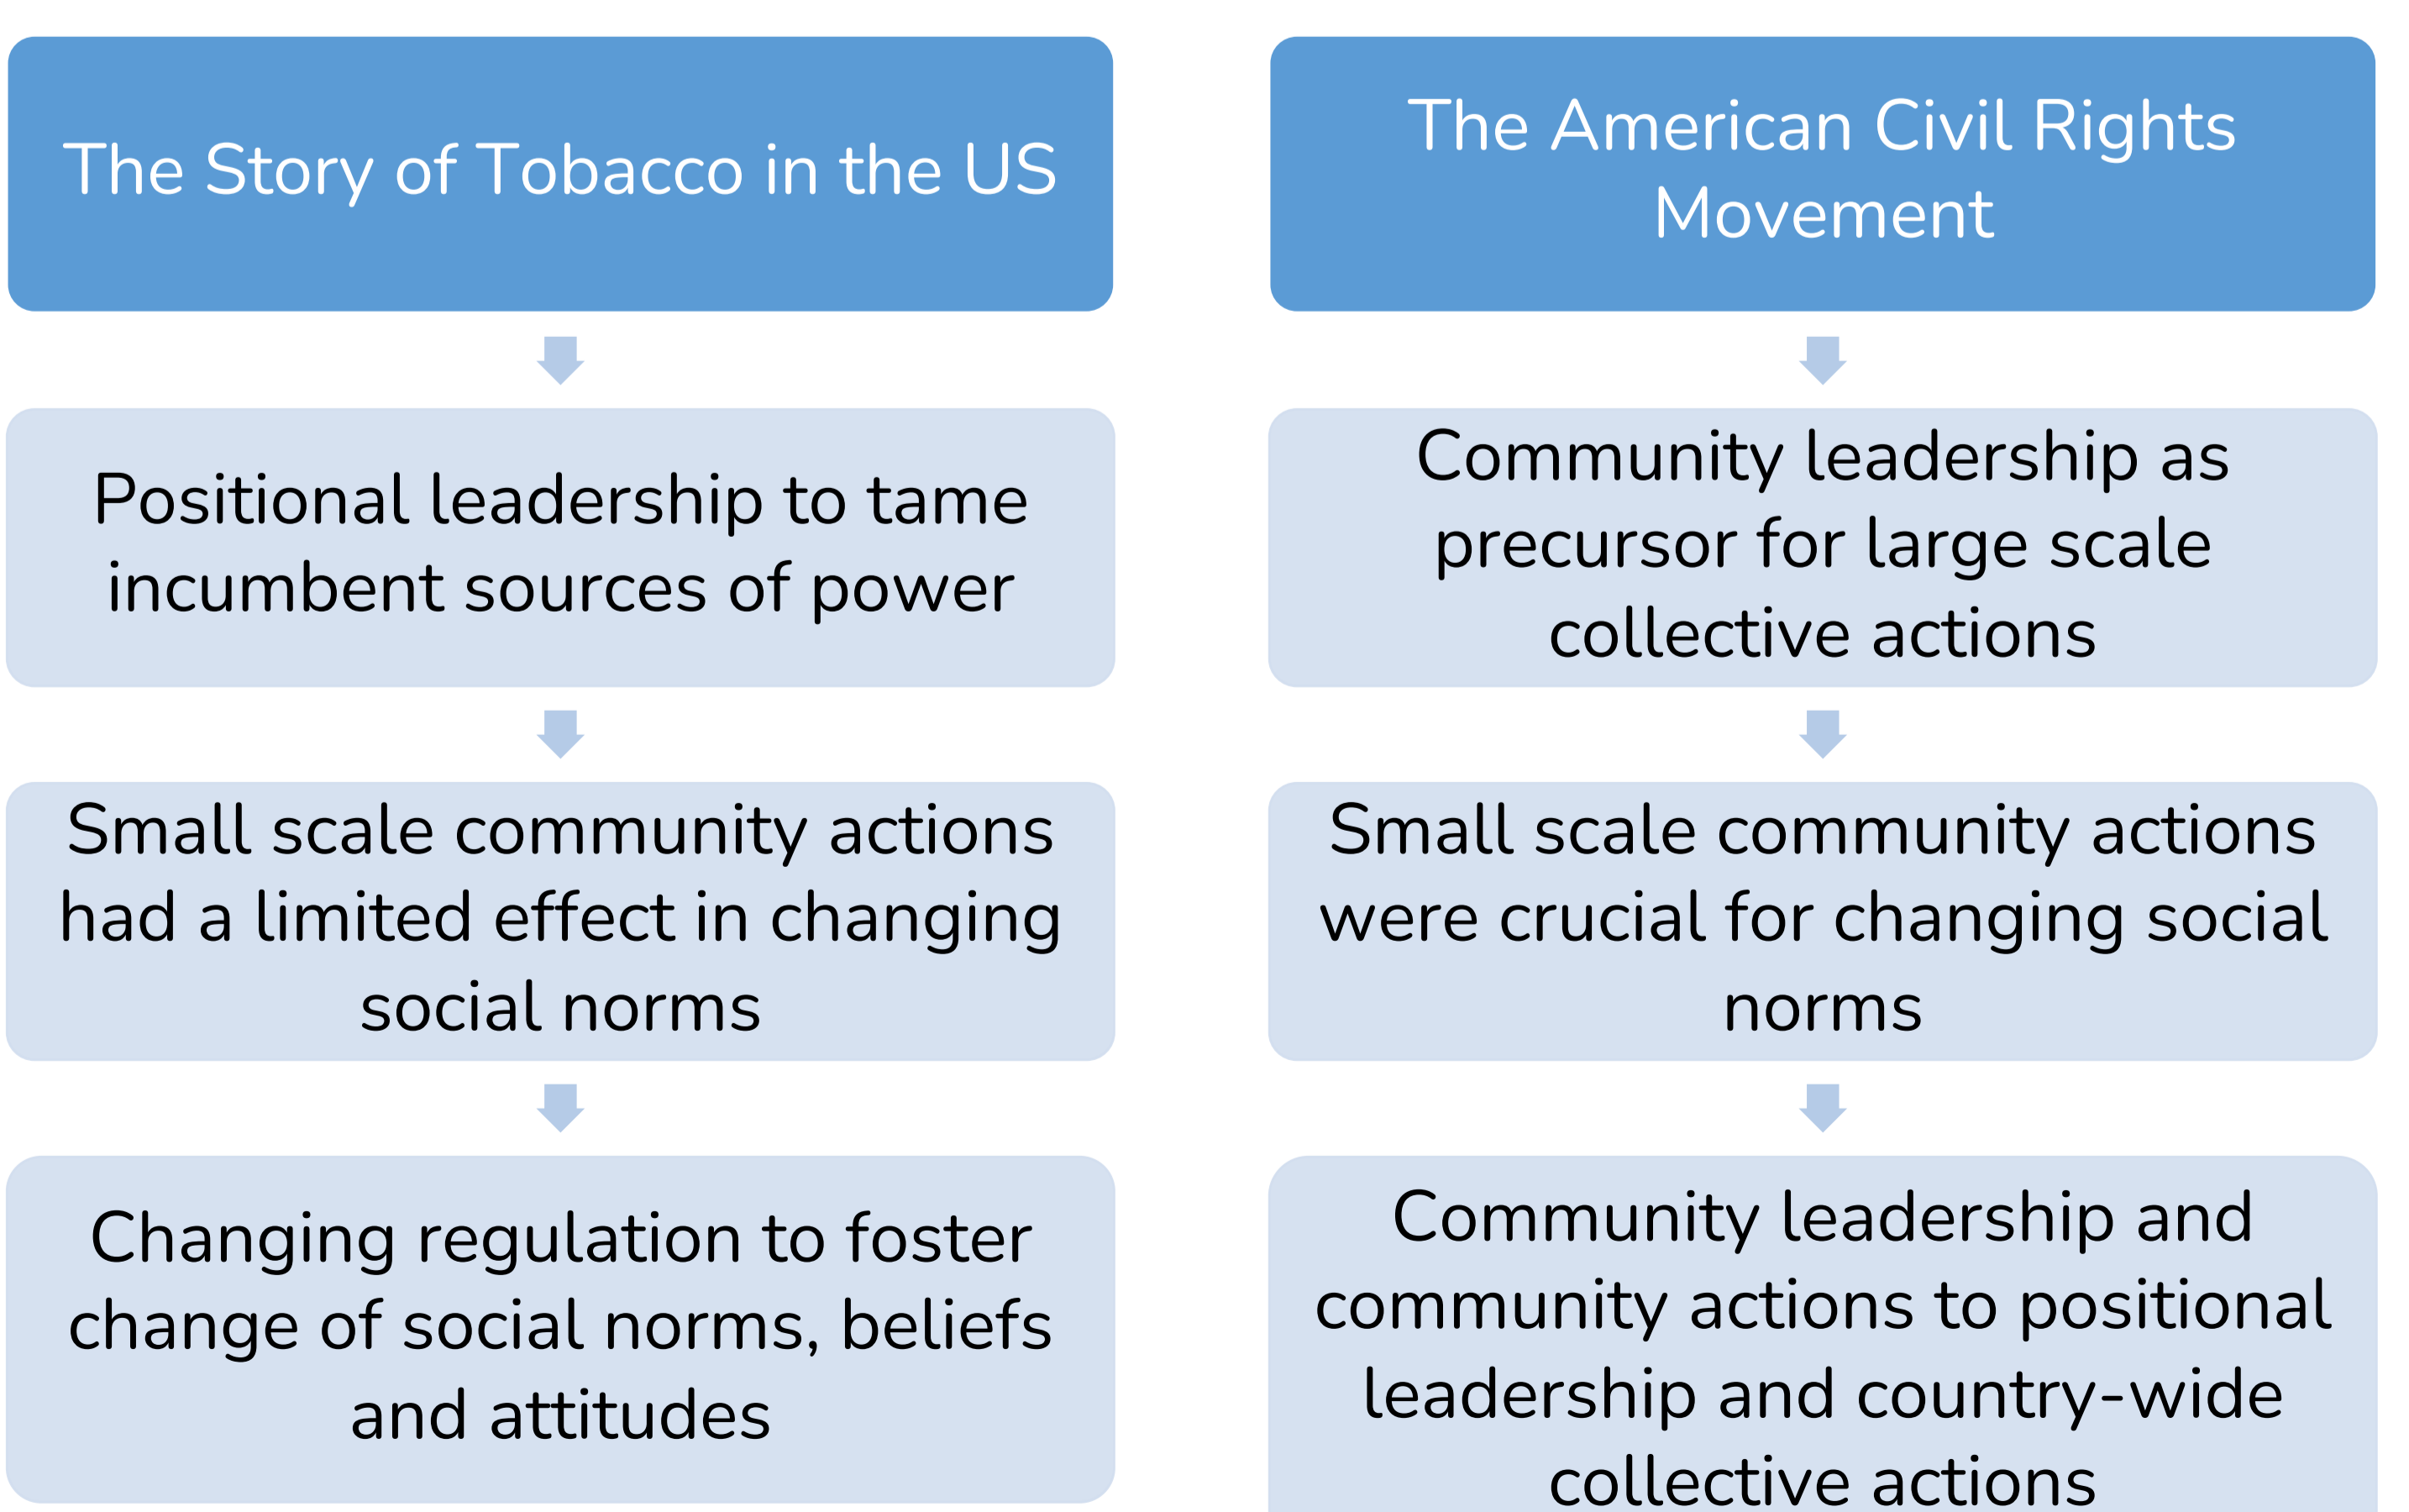 The Story of Tobacco in the US
Positional leadership to tame
incumbent sources of power
Small scale community actions
had a limited effect in changing
social norms
Changing regulation to foster
change of social norms, beliefs
and attitudes
The American Civil Rights
Movement
Community leadership as
precursor for large scale
collective actions
Small scale community actions
were crucial for changing social
norms
Community leadership and
community actions to positional
leadership and country-wide
collective actions